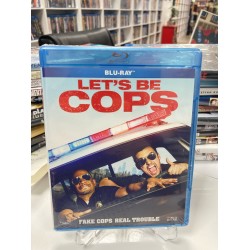 BLU-RAY
LET'S BE
COPS
FAKE COPS REAL TROUBLE